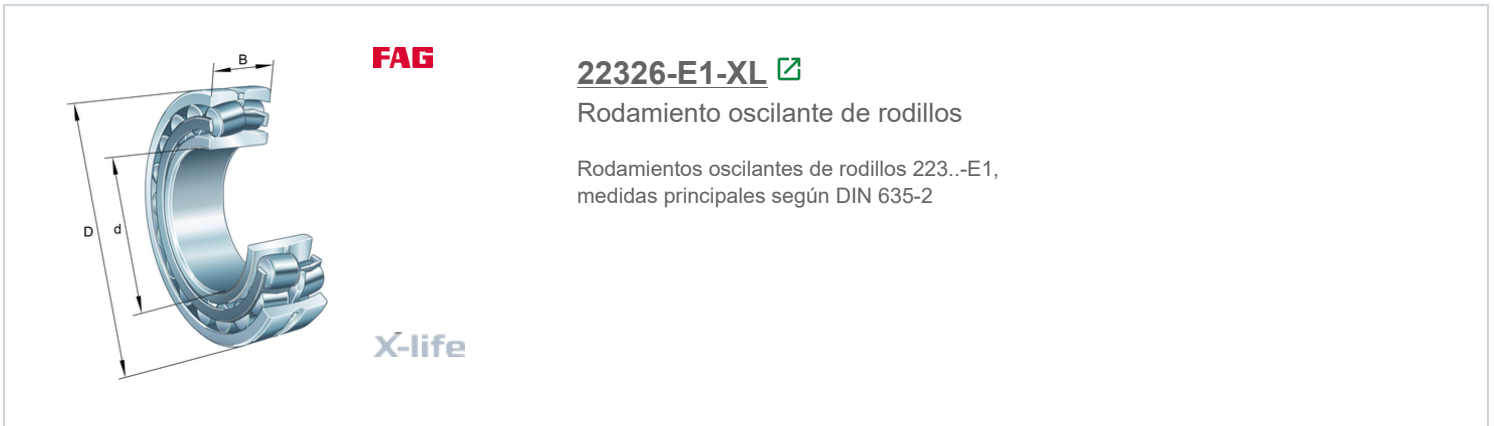 FAG
B
D
d
X-life
22326-E1-XL
Rodamiento oscilante de rodillos
Rodamientos oscilantes de rodillos 223..-E1,
medidas principales según DIN 635-2